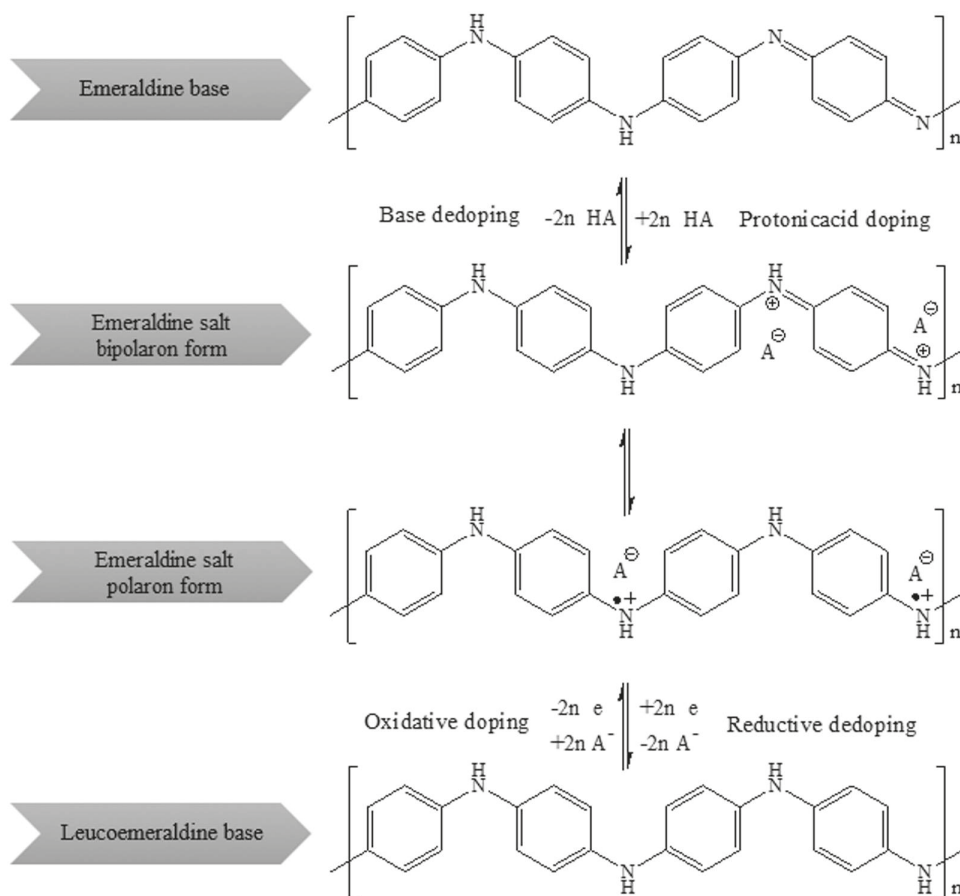 H
N
N
Emeraldine base
N
H
N
n
Base dedoping -2n HA +2n HA Protonicacid doping
H
N
H
N
⊕
A⊖
A⊖
⊕
N
H
N
H
n
Emeraldine salt
bipolaron form
H
N
H
N
A⊖
A⊖
•+
N
H
•+
N
H
n
Emeraldine salt
polaron form
Oxidative doping -2n e +2n e Reductive dedoping
+2n A⁻ -2n A⁻
H
N
H
N
Leucoemeraldine base
N
H
N
H
n